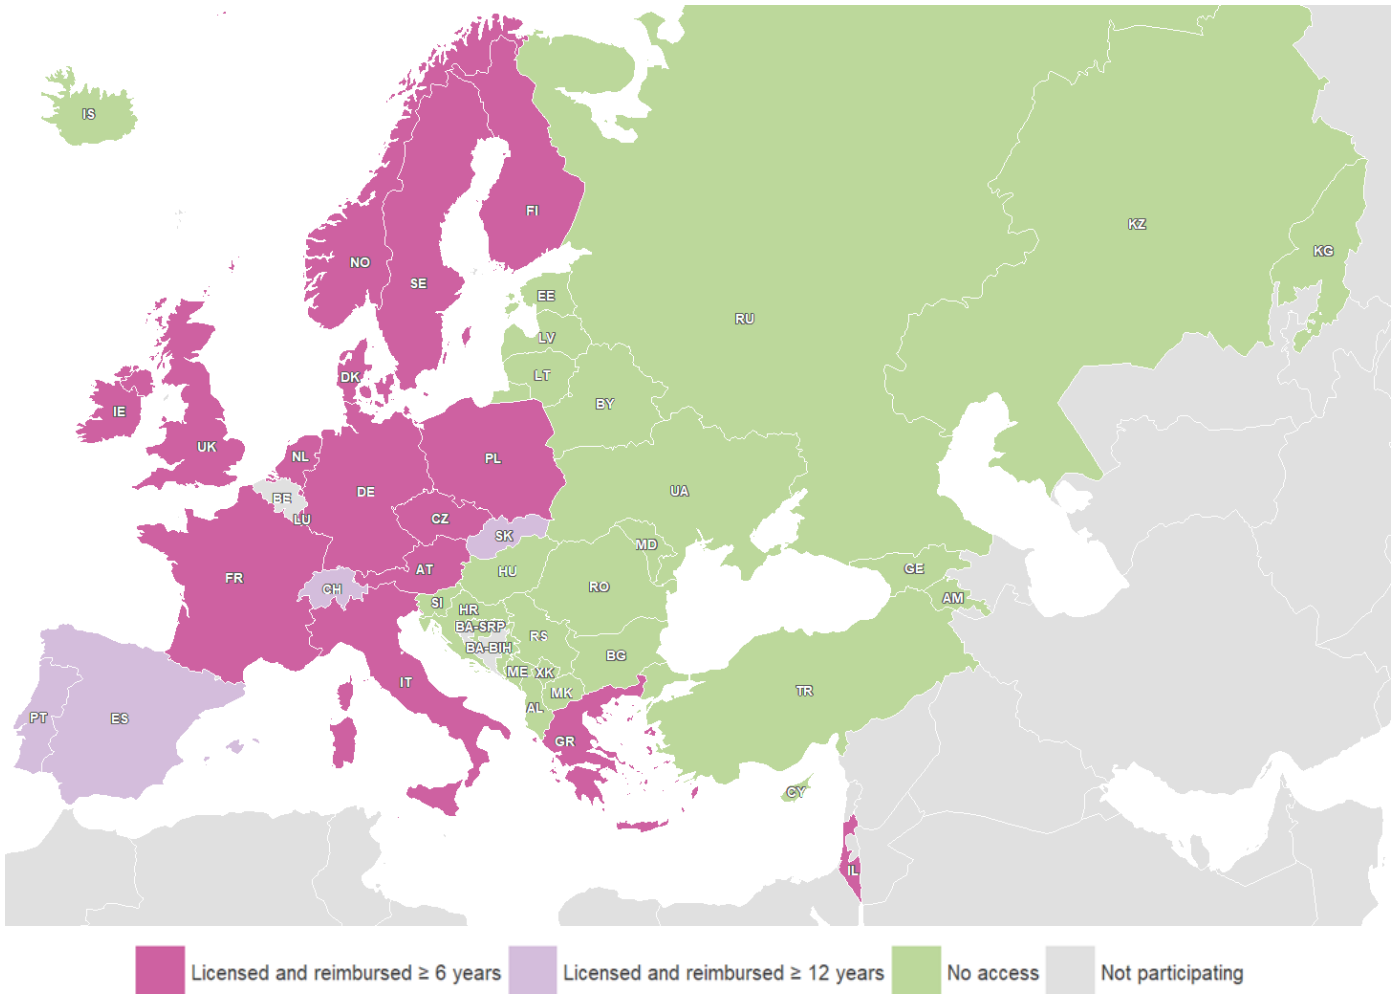 IS
KZ
FI
KG
NO
SE
EE
RU
LV
LT
DK
BY
IE
UK
NL
PL
DE
UA
BE
LU
CZ
SK
MD
FR
AT
HU
GE
CH
RO
AM
SI
HR
BA-SRP
RS
BA-BIH
BG
ME
XK
IT
MK
TR
AL
PT
ES
GR
CY
IL
Licensed and reimbursed ≥ 6 years
Licensed and reimbursed ≥ 12 years
No access
Not participating